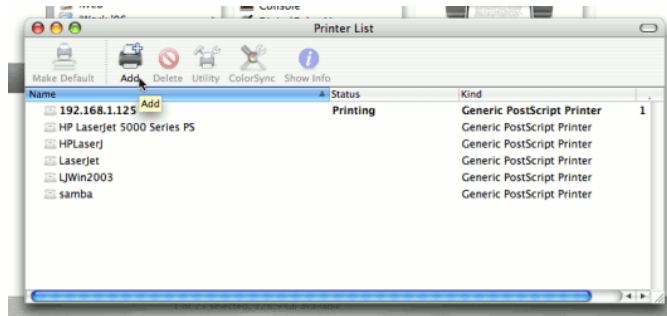 Console
Printer List
Make Default Add Delete Utility ColorSync Show Info
Name Status Kind
192.168.1.125 Printing Generic PostScript Printer 1
Add
HP LaserJet 5000 Series PS Generic PostScript Printer
HPLaserJ Generic PostScript Printer
LaserJet Generic PostScript Printer
LJWin2003 Generic PostScript Printer
samba Generic PostScript Printer